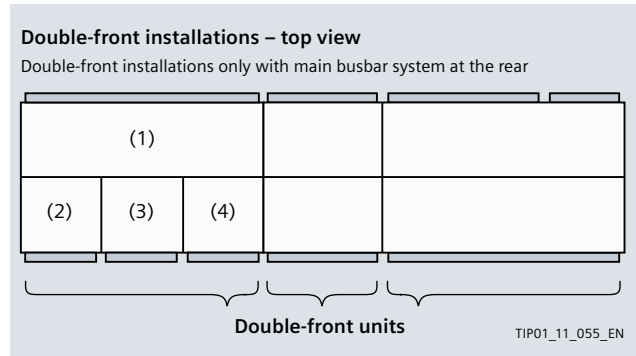 Double-front installations – top view
Double-front installations only with main busbar system at the rear
(1)
(2) (3) (4)
Double-front units
TIP01_11_055_EN